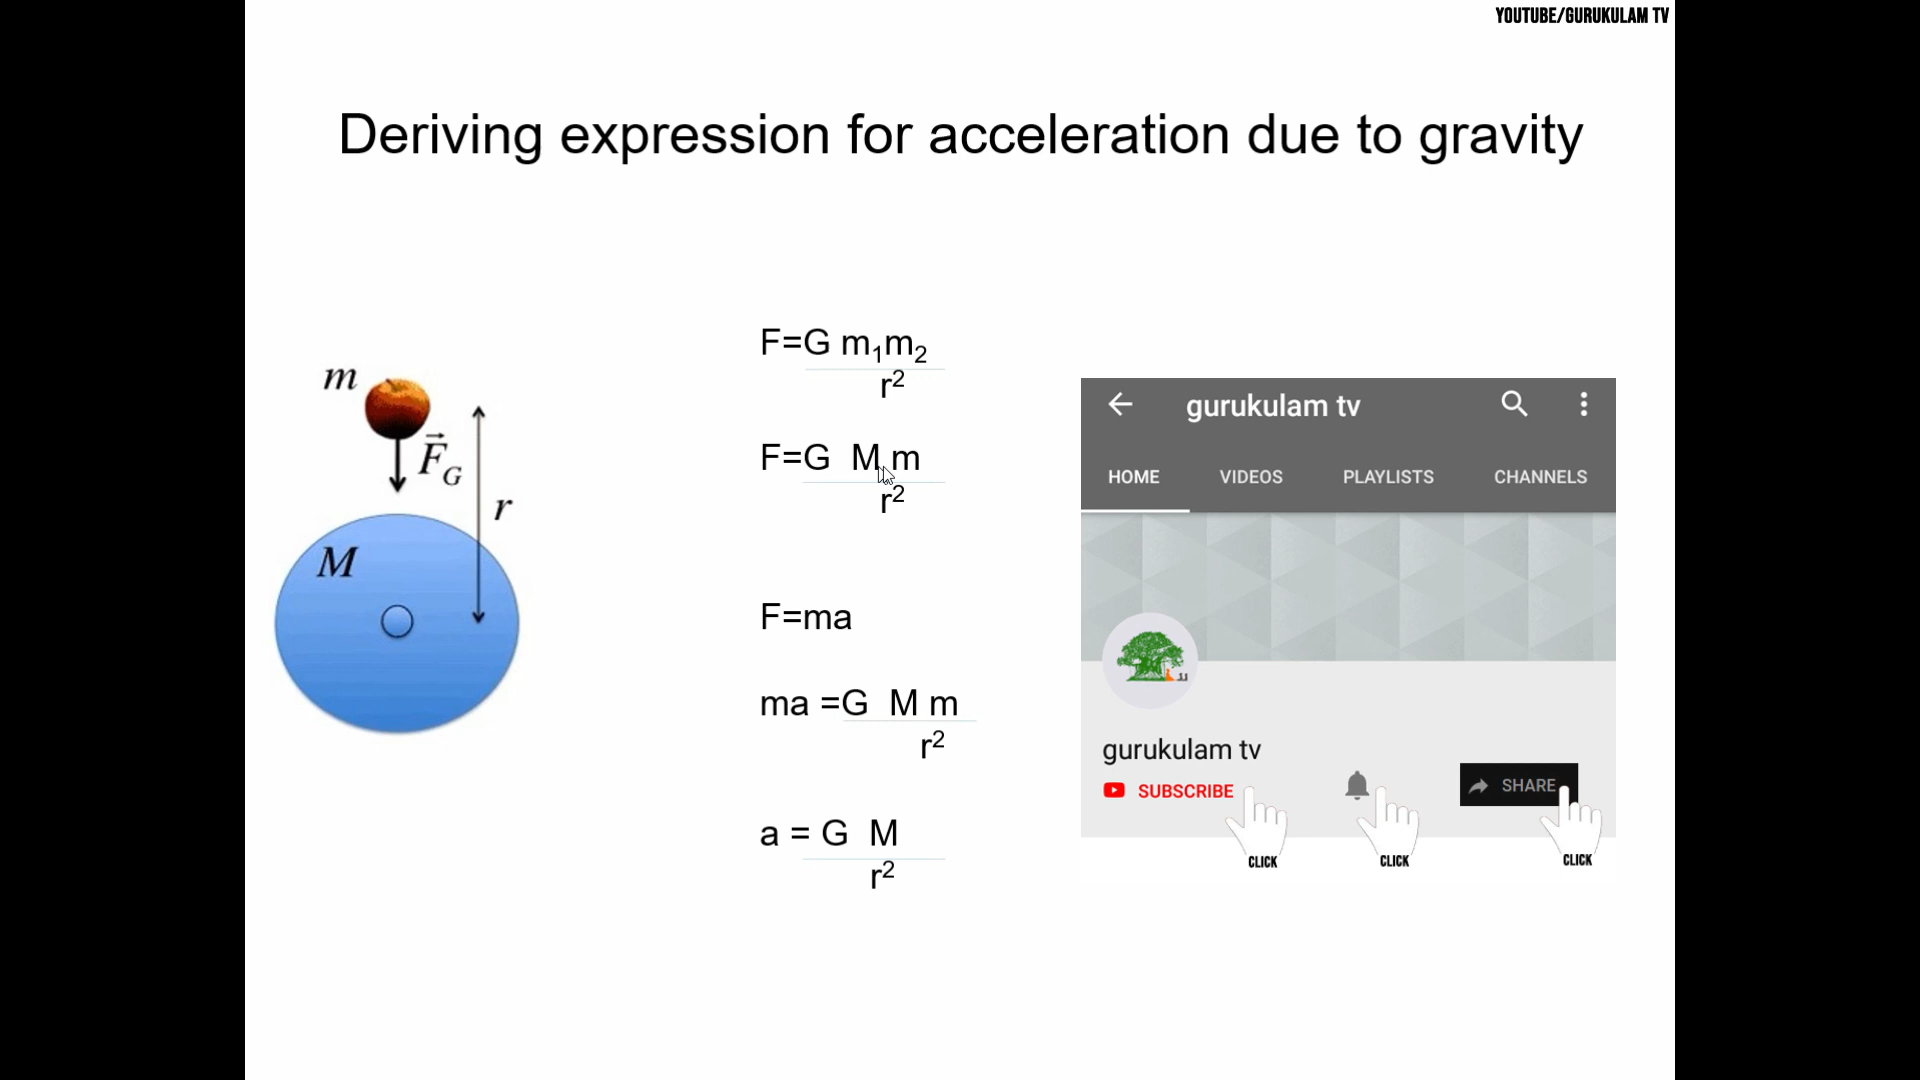 YOUTUBE/GURUKULAM TV
Deriving expression for acceleration due to gravity
m
F⃗_G
r
M
F=G m₁m₂
r²
F=G M m
r²
F=ma
ma =G M m
r²
a = G M
r²
gurukulam tv
HOME VIDEOS PLAYLISTS CHANNELS
gurukulam tv
SUBSCRIBE
SHARE
CLICK
CLICK
CLICK